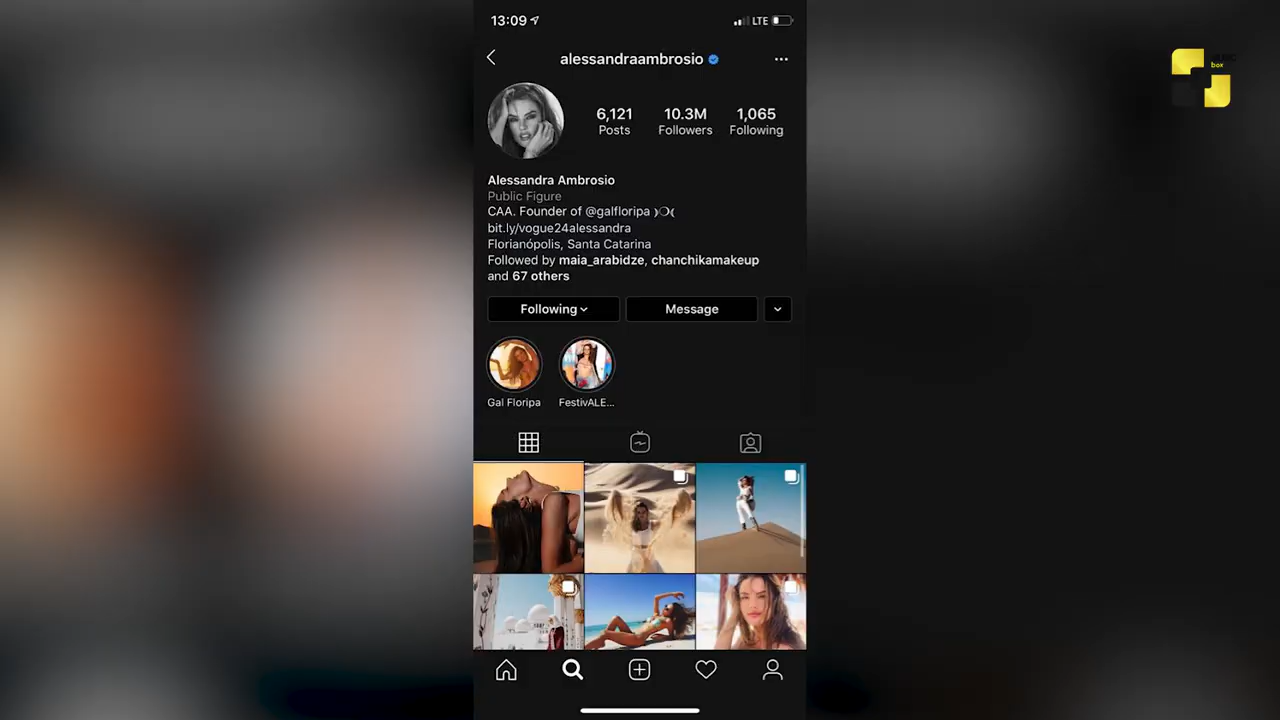 13:09
LTE
alessandraambrosio
6,121
10.3M
1,065
Posts
Followers
Following
Alessandra Ambrosio
Public Figure
CAA. Founder of @galfloripa
bit.ly/vogue24alessandra
Florianópolis, Santa Catarina
Followed by maia_arabidze, chanchikamakeup
and 67 others
Following
Message
Gal Floripa
FestivALE...
box